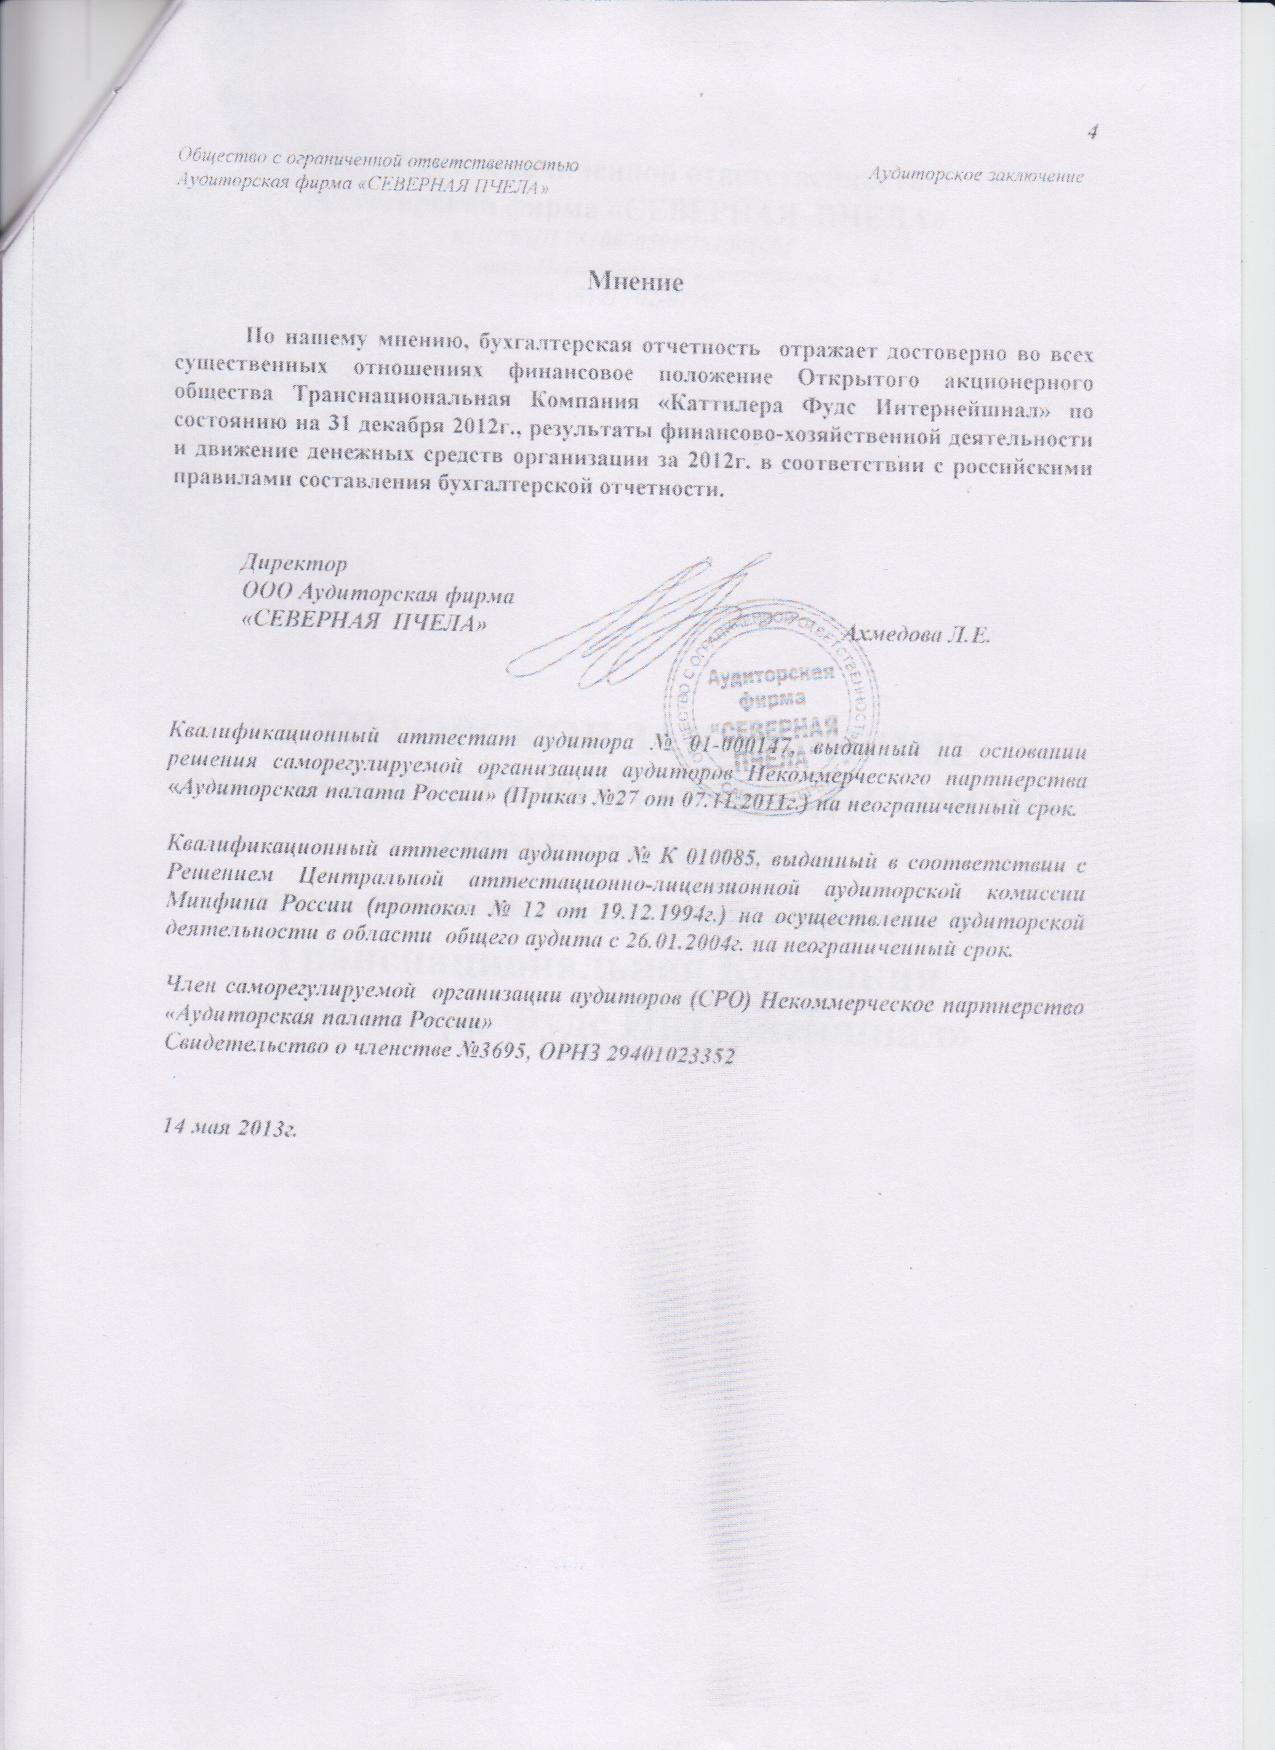 4
Общество с ограниченной ответственностью
Аудиторская фирма «СЕВЕРНАЯ ПЧЕЛА»
Аудиторское заключение
Мнение
По нашему мнению, бухгалтерская отчетность отражает достоверно во всех
существенных отношениях финансовое положение Открытого акционерного
общества Транснациональная Компания «Каттилера Фудс Интернейшнал» по
состоянию на 31 декабря 2012г., результаты финансово-хозяйственной деятельности
и движение денежных средств организации за 2012г. в соответствии с российскими
правилами составления бухгалтерской отчетности.
Директор
ООО Аудиторская фирма
«СЕВЕРНАЯ ПЧЕЛА»
Ахмедова Л.Е.
ОБЩЕСТВО С ОГРАНИЧЕННОЙ ОТВЕТСТВЕННОСТЬЮ
Аудиторская
фирма
«СЕВЕРНАЯ
ПЧЕЛА
Квалификационный аттестат аудитора № 01-000147, выданный на основании
решения саморегулируемой организации аудиторов Некоммерческого партнерства
«Аудиторская палата России» (Приказ №27 от 07.11.2011г.) на неограниченный срок.
Квалификационный аттестат аудитора № К 010085, выданный в соответствии с
Решением Центральной аттестационно-лицензионной аудиторской комиссии
Минфина России (протокол № 12 от 19.12.1994г.) на осуществление аудиторской
деятельности в области общего аудита с 26.01.2004г. на неограниченный срок.
Член саморегулируемой организации аудиторов (СРО) Некоммерческое партнерство
«Аудиторская палата России»
Свидетельство о членстве №3695, ОРНЗ 29401023352
14 мая 2013г.